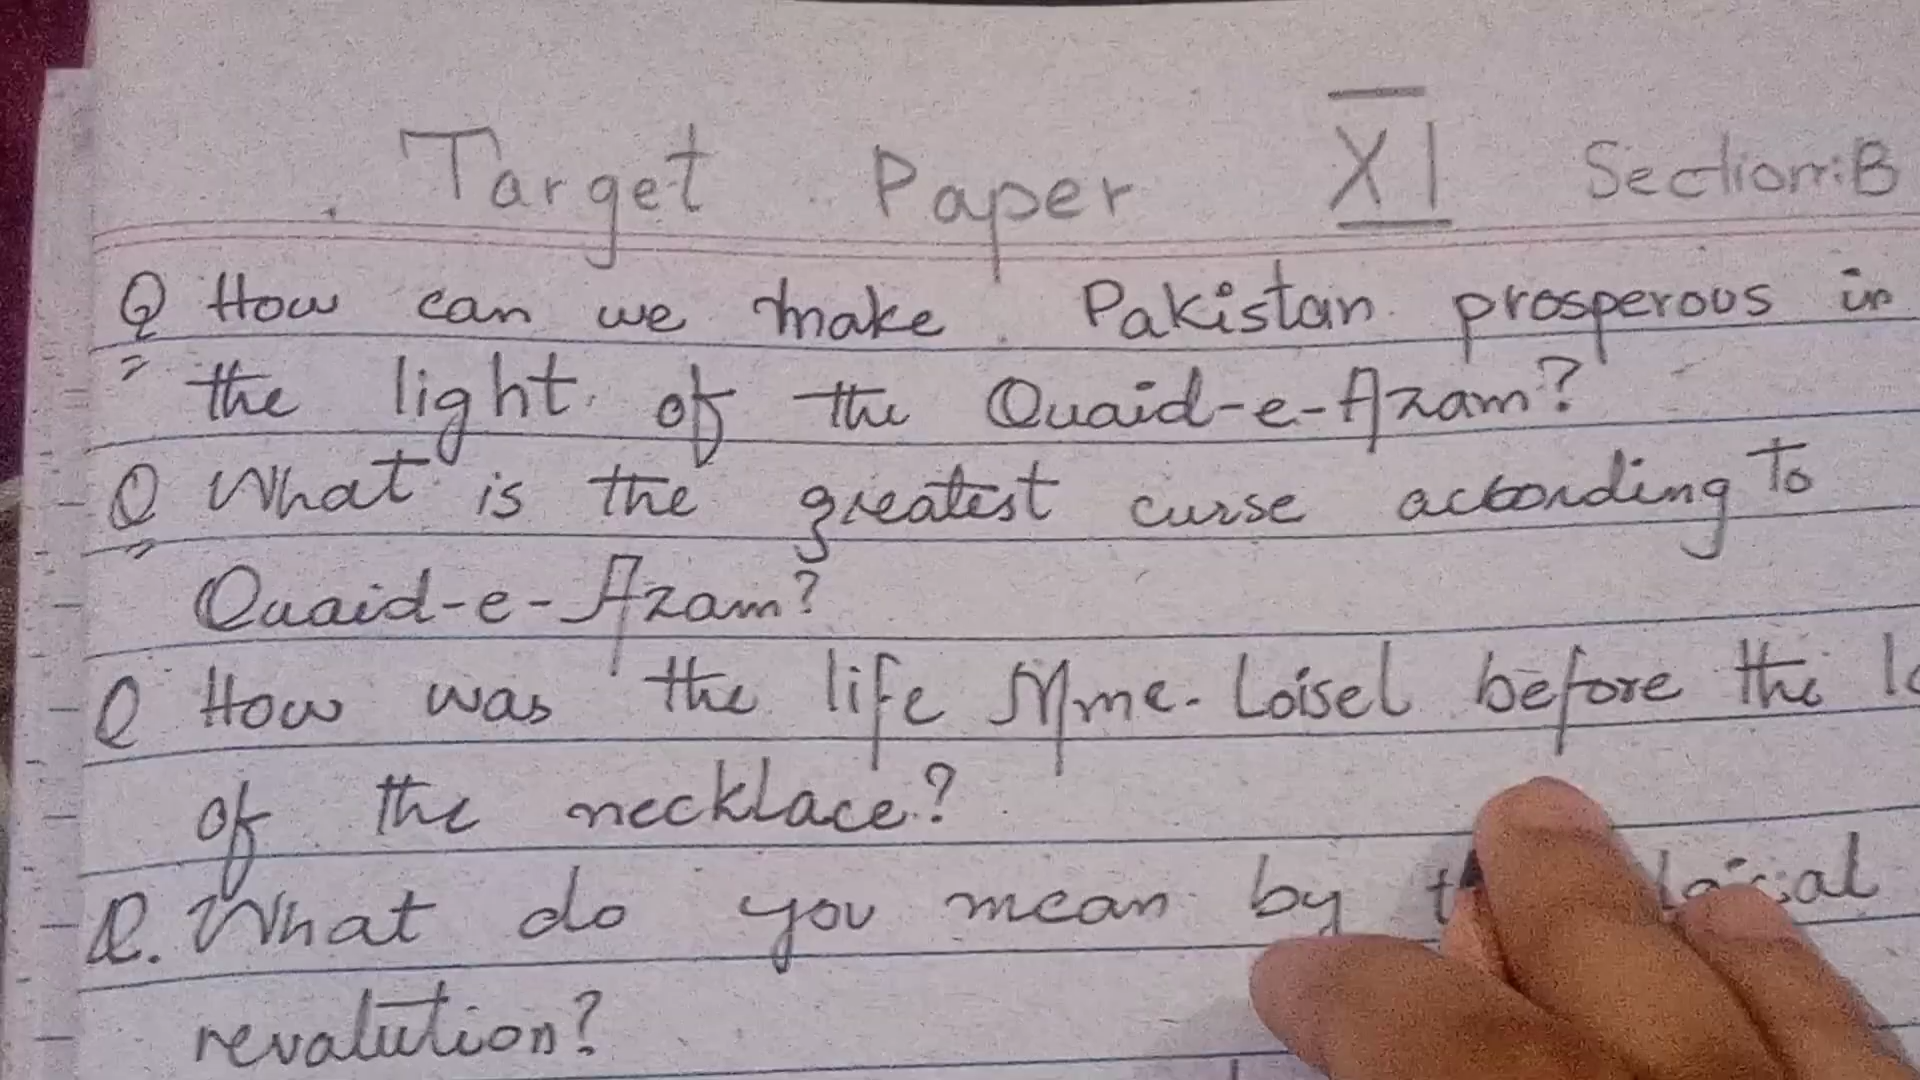 Target Paper XI Section:B
Q How can we make Pakistan prosperous in
the light of the Quaid-e-Azam?
Q What is the greatest curse according to
Quaid-e-Azam?
Q How was the life Mme. Loisel before the
of the necklace?
Q. What do you mean by
revalution?